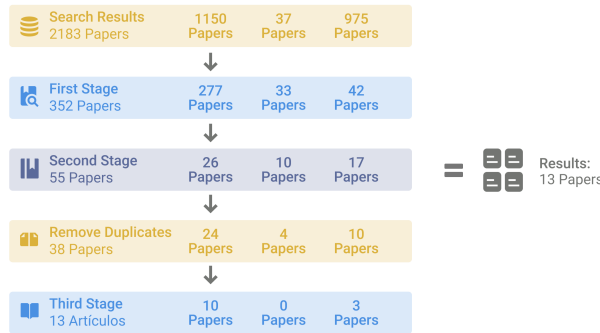 Search Results
2183 Papers
1150 Papers
37 Papers
975 Papers
First Stage
352 Papers
277 Papers
33 Papers
42 Papers
Second Stage
55 Papers
26 Papers
10 Papers
17 Papers
=
Results:
13 Papers
Remove Duplicates
38 Papers
24 Papers
4 Papers
10 Papers
Third Stage
13 Artículos
10 Papers
0 Papers
3 Papers